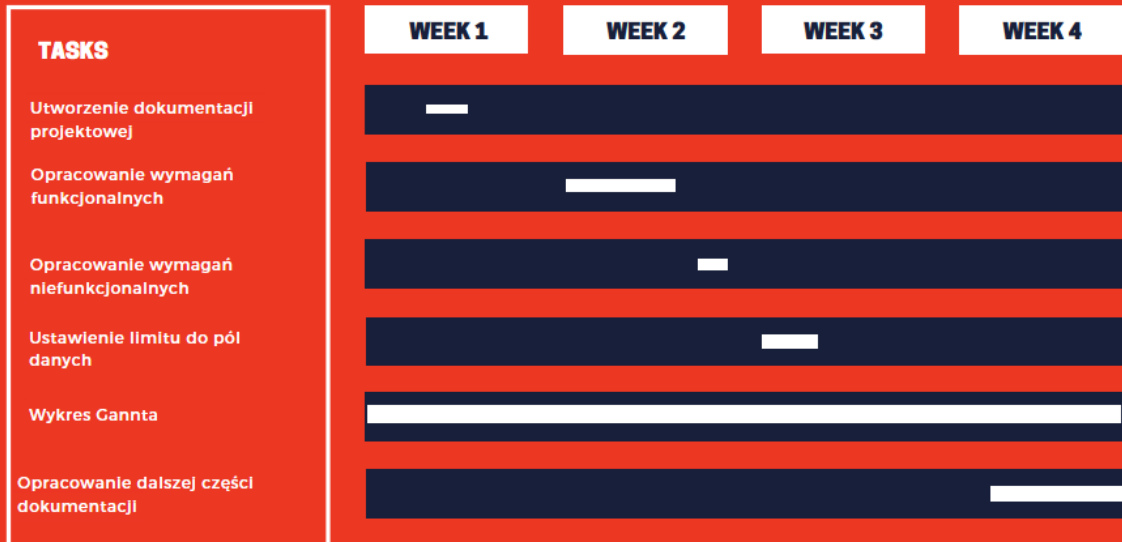 TASKS
WEEK 1
WEEK 2
WEEK 3
WEEK 4
Utworzenie dokumentacji
projektowej
Opracowanie wymagań
funkcjonalnych
Opracowanie wymagań
niefunkcjonalnych
Ustawienie limitu do pól
danych
Wykres Gannta
Opracowanie dalszej części
dokumentacji